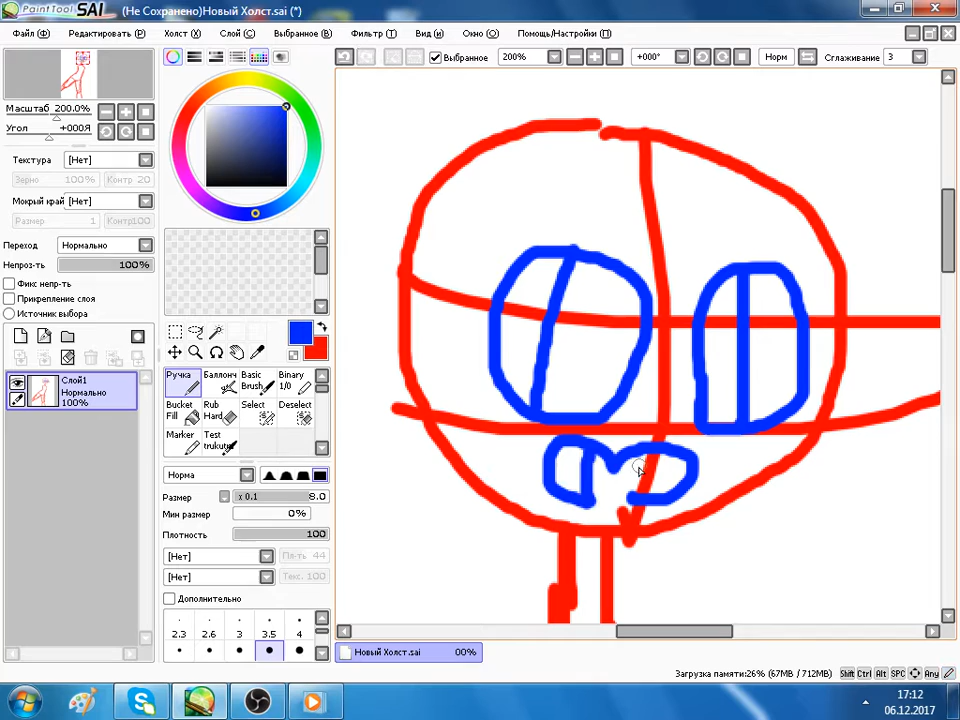 PaintTool SAI (Не Сохранено)Новый Холст.sai (*)
Файл (Ф) Редактировать (Р) Холст (Х) Слой (С) Выбранное (В) Фильтр (Т) Вид (и) Окно (О) Помощь/Настройки (П)
Выбранное 200% +000° Норм Сглаживание 3
Масштаб 200.0%
Угол +000Я
Текстура [Нет]
Зерно 100% Контр 20
Мокрый край [Нет]
Размер 1 Контр100
Переход Нормально
Непроз-ть 100%
Фикс непр-ть
Прикрепление слоя
Источник выбора
Слой1
Нормально
100%
Ручка Баллонч Basic Brush Binary 1/0
Bucket Fill Rub Hard Select Deselect
Marker Test trukutu
Норма
Размер x 0.1 8.0
Мин размер 0%
Плотность 100
[Нет] Пл-ть 44
[Нет] Текс. 100
Дополнительно
2.3 2.6 3 3.5 4
Новый Холст.sai 00%
Загрузка памяти:26% (67MB / 712MB) Shift Ctrl Alt SPC Any
17:12
06.12.2017